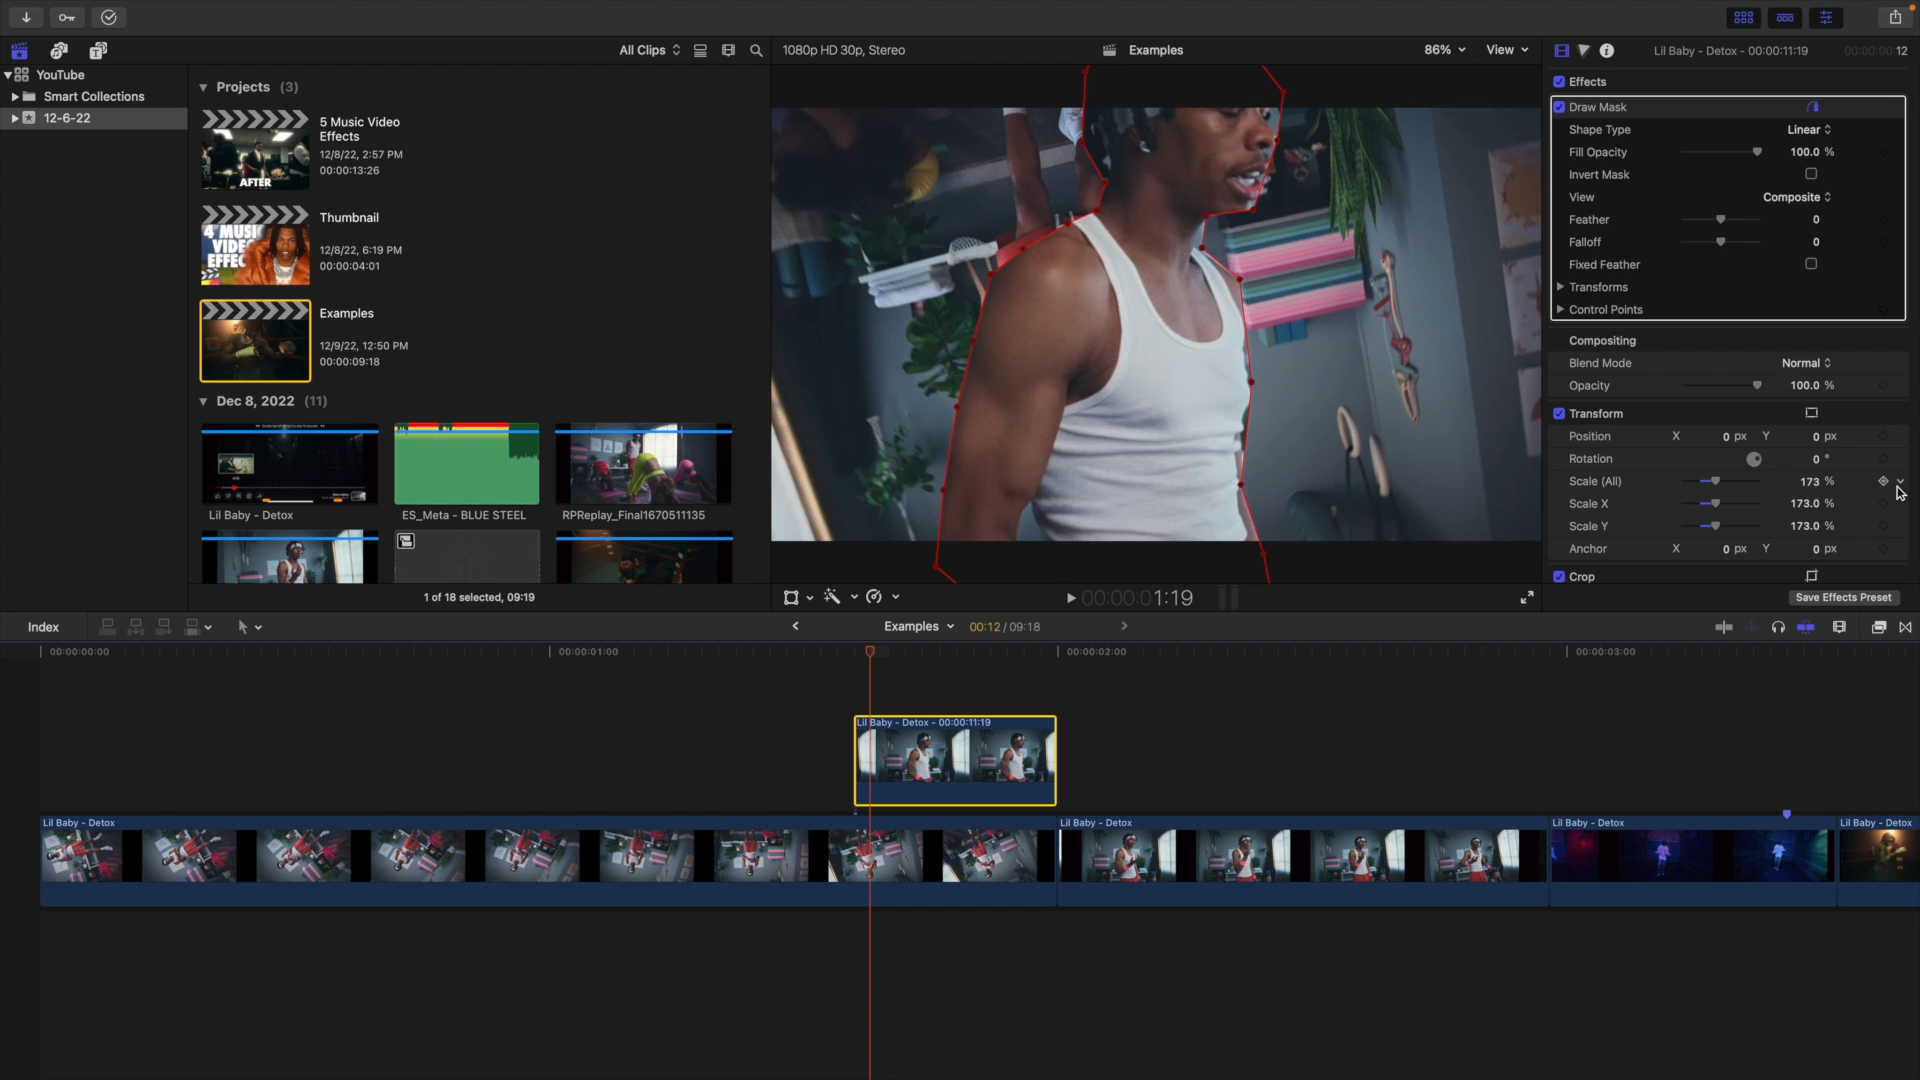 All Clips
1080p HD 30p, Stereo
Examples
86%
View
Lil Baby - Detox - 00:00:11:19
00:00:00:12
YouTube
Smart Collections
12-6-22
Projects (3)
5 Music Video
Effects
12/8/22, 2:57 PM
00:00:13:26
AFTER
Thumbnail
12/8/22, 6:19 PM
00:00:04:01
4 MUSIC
VIDEO
EFFEC
Examples
12/9/22, 12:50 PM
00:00:09:18
Dec 8, 2022 (11)
Lil Baby - Detox
ES_Meta - BLUE STEEL
RPReplay_Final1670511135
1 of 18 selected, 09:19
00:00:01:19
Effects
Draw Mask
Shape Type Linear
Fill Opacity 100.0 %
Invert Mask
View Composite
Feather 0
Falloff 0
Fixed Feather
Transforms
Control Points
Compositing
Blend Mode Normal
Opacity 100.0 %
Transform
Position X 0 px Y 0 px
Rotation 0 °
Scale (All) 173 %
Scale X 173.0 %
Scale Y 173.0 %
Anchor X 0 px Y 0 px
Crop
Save Effects Preset
Index
Examples
00:12 / 09:18
00:00:00:00
00:00:01:00
00:00:02:00
00:00:03:00
Lil Baby - Detox - 00:00:11:19
Lil Baby - Detox
Lil Baby - Detox
Lil Baby - Detox
Lil Baby - Detox